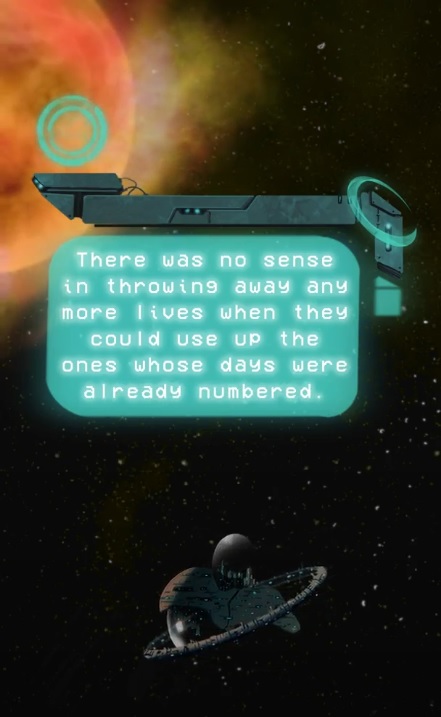 There was no sense
in throwing away any
more lives when they
could use up the
ones whose days were
already numbered.